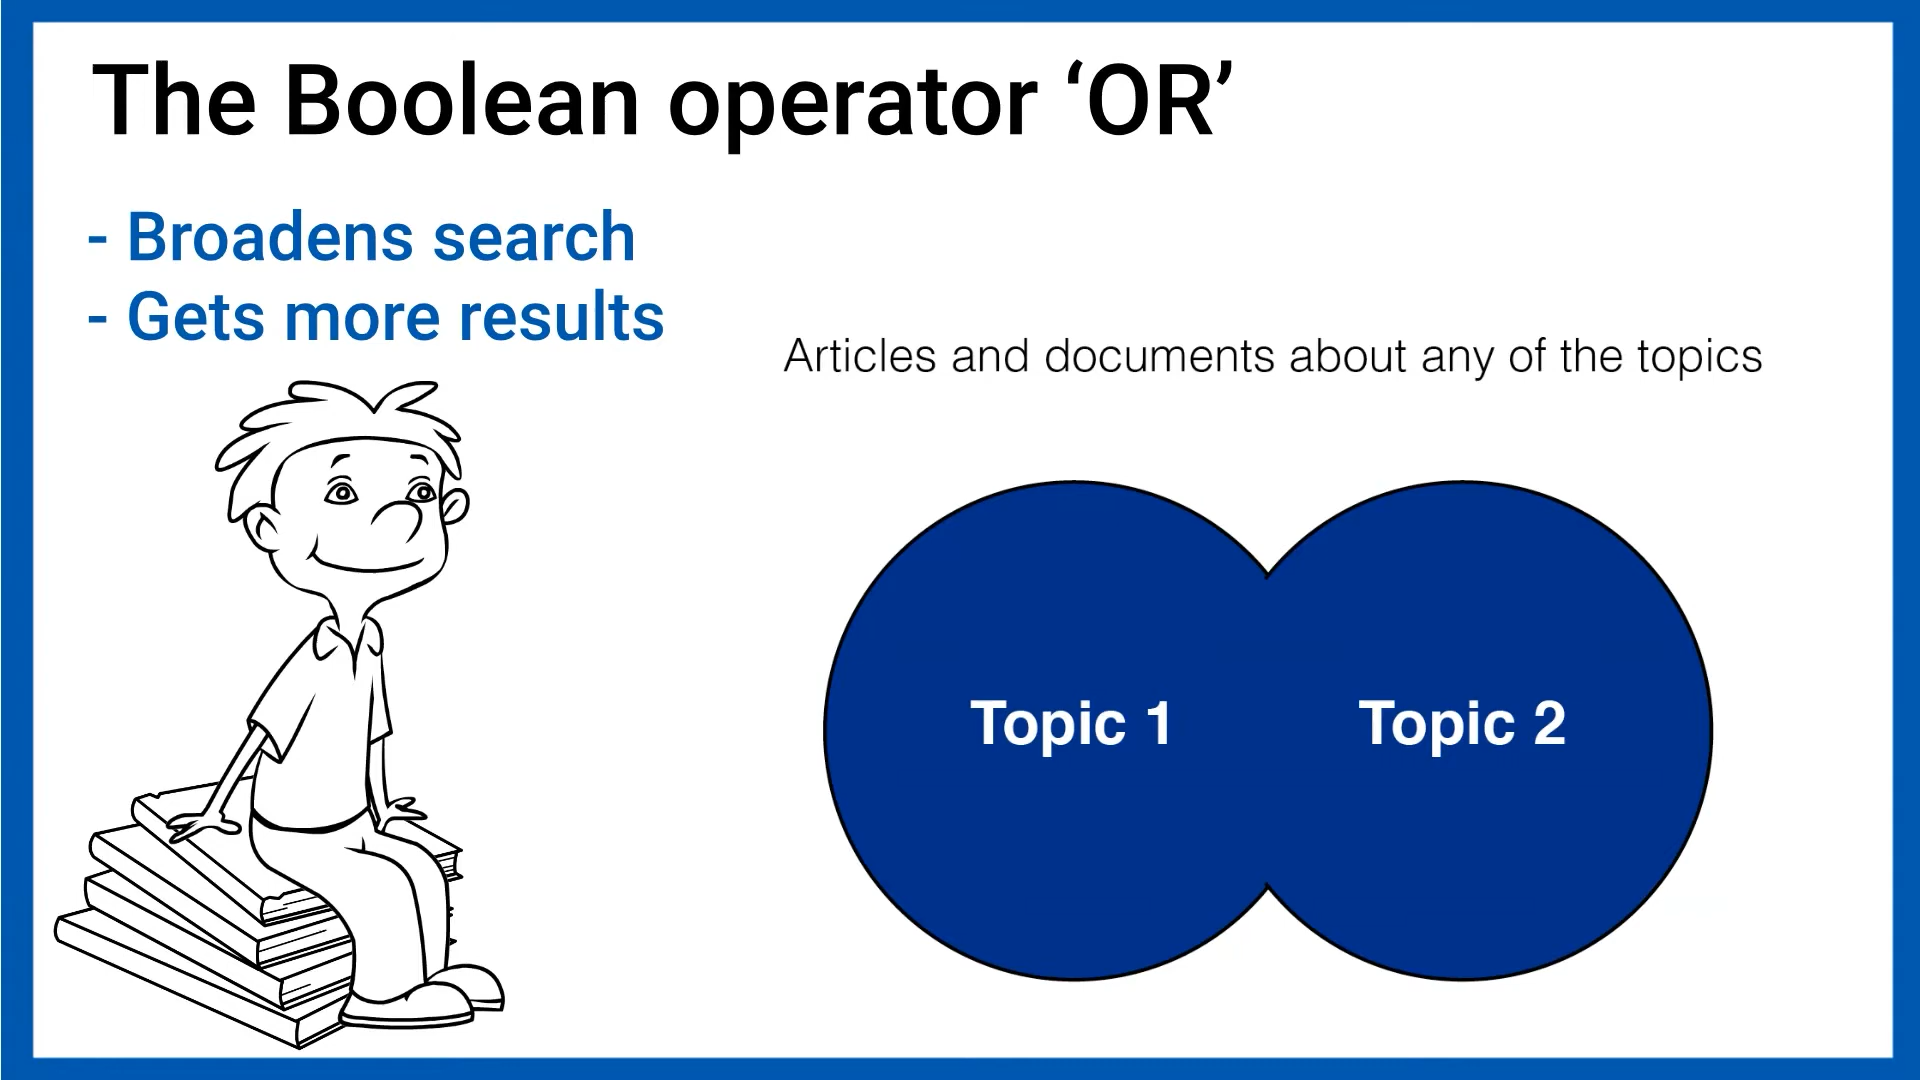 The Boolean operator ‘OR’
- Broadens search
- Gets more results
Articles and documents about any of the topics
Topic 1
Topic 2